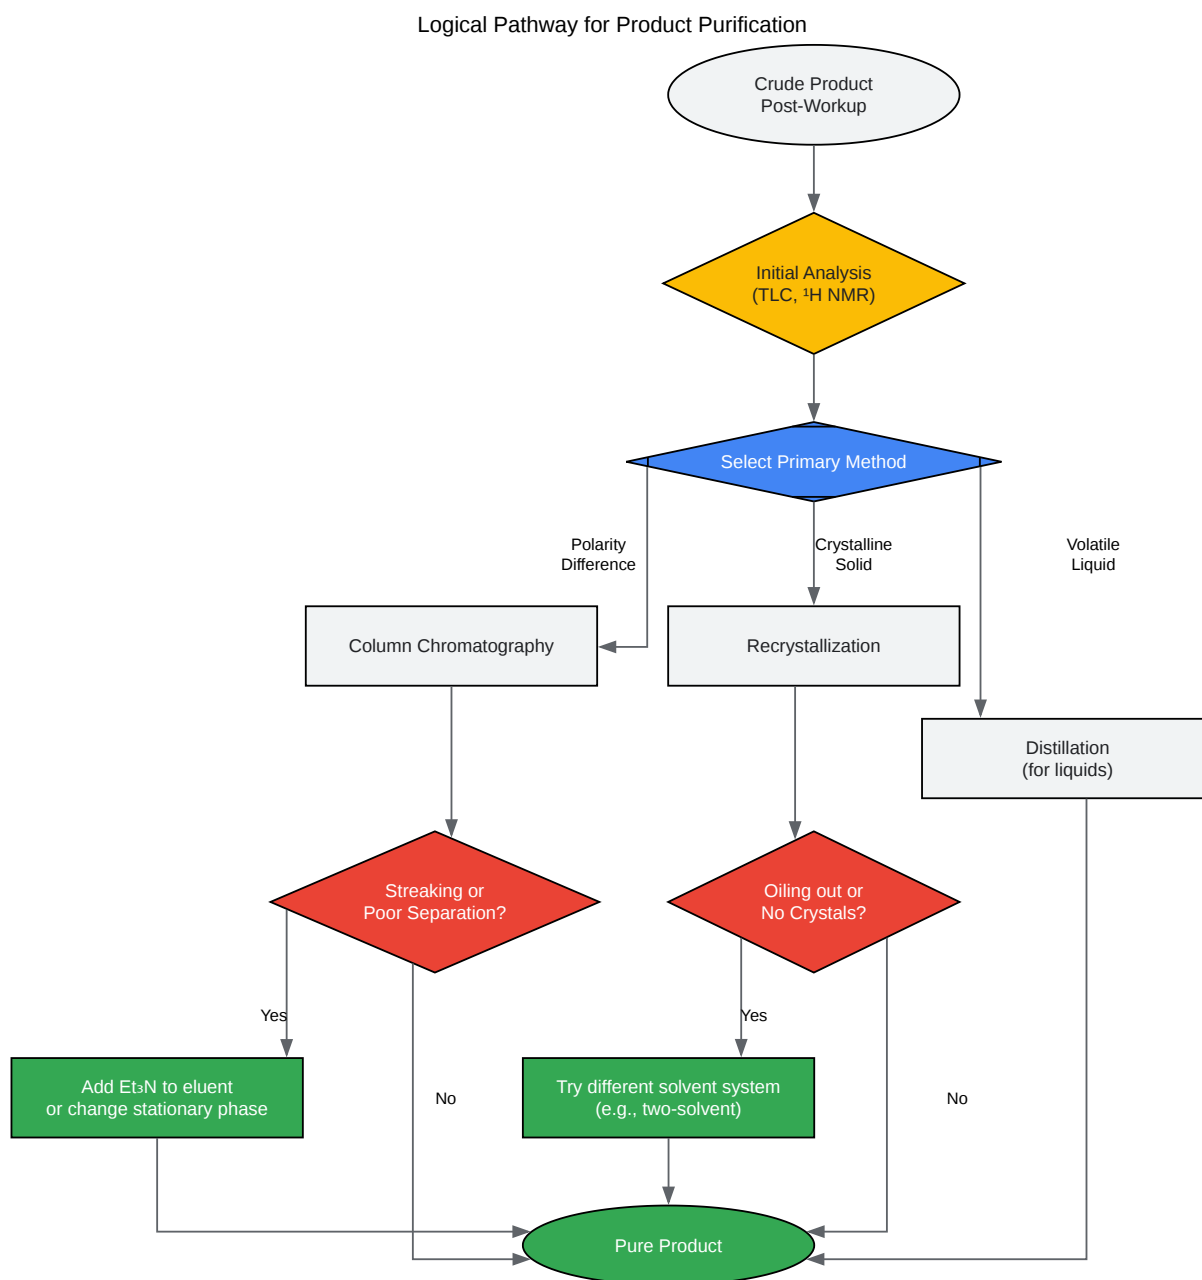 Logical Pathway for Product Purification
Crude Product
Post-Workup
Initial Analysis
(TLC, ¹H NMR)
Select Primary Method
Polarity
Difference
Crystalline
Solid
Volatile
Liquid
Column Chromatography
Recrystallization
Distillation
(for liquids)
Streaking or
Poor Separation?
Oiling out or
No Crystals?
Yes
Yes
Add Et₃N to eluent
or change stationary phase
No
Try different solvent system
(e.g., two-solvent)
No
Pure Product